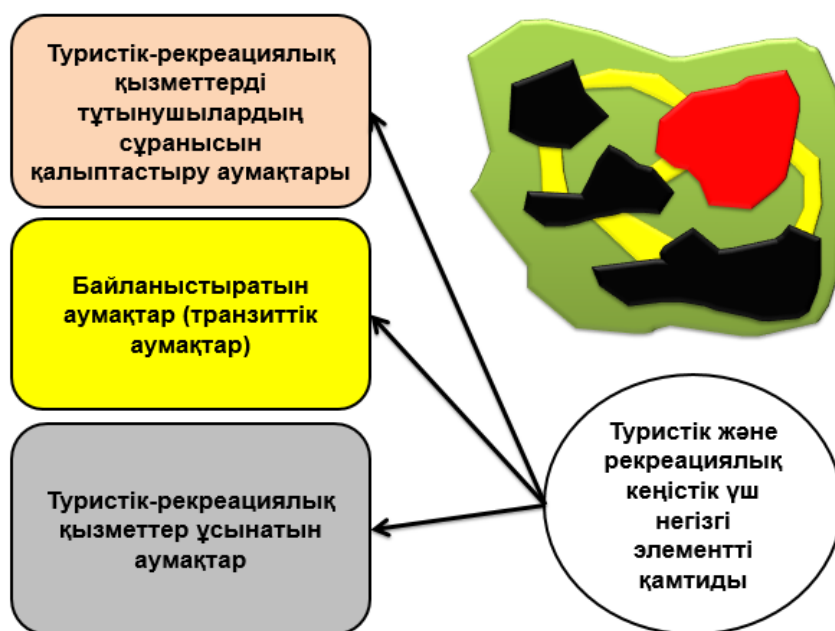 Туристік-рекреациялық
қызметтерді
тұтынушылардың
сұранысын
қалыптастыру аумақтары
Байланыстыратын
аумақтар (транзиттік
аумақтар)
Туристік-рекреациялық
қызметтер ұсынатын
аумақтар
Туристік және
рекреациялық
кеңістік үш
негізгі
элементті
қамтиды